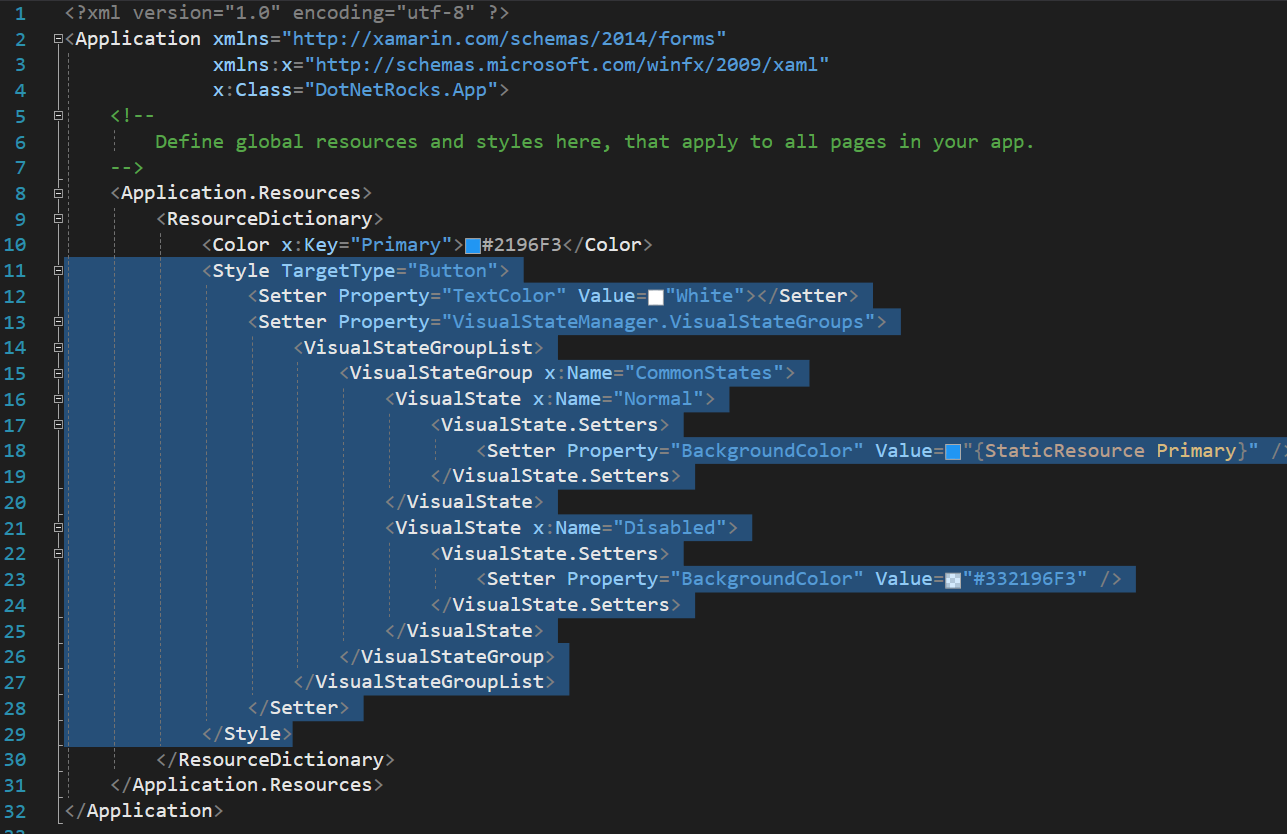 1 <?xml version="1.0" encoding="utf-8" ?>
2 <Application xmlns="http://xamarin.com/schemas/2014/forms"
3              xmlns:x="http://schemas.microsoft.com/winfx/2009/xaml"
4              x:Class="DotNetRocks.App">
5     <!--
6         Define global resources and styles here, that apply to all pages in your app.
7     -->
8     <Application.Resources>
9         <ResourceDictionary>
10             <Color x:Key="Primary">#2196F3</Color>
11             <Style TargetType="Button">
12                 <Setter Property="TextColor" Value="White"></Setter>
13                 <Setter Property="VisualStateManager.VisualStateGroups">
14                     <VisualStateGroupList>
15                         <VisualStateGroup x:Name="CommonStates">
16                             <VisualState x:Name="Normal">
17                                 <VisualState.Setters>
18                                     <Setter Property="BackgroundColor" Value="{StaticResource Primary}" />
19                                 </VisualState.Setters>
20                             </VisualState>
21                             <VisualState x:Name="Disabled">
22                                 <VisualState.Setters>
23                                     <Setter Property="BackgroundColor" Value="#332196F3" />
24                                 </VisualState.Setters>
25                             </VisualState>
26                         </VisualStateGroup>
27                     </VisualStateGroupList>
28                 </Setter>
29             </Style>
30         </ResourceDictionary>
31     </Application.Resources>
32 </Application>